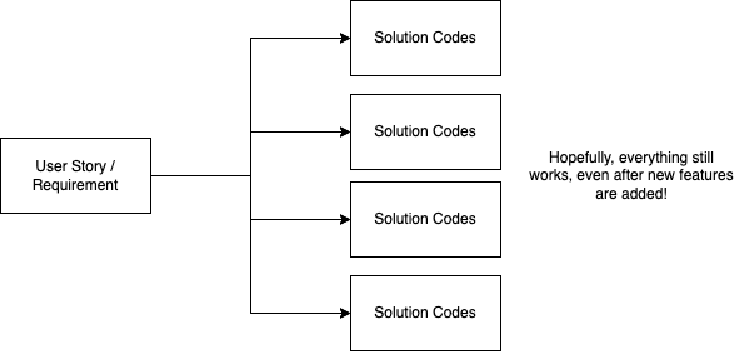 Solution Codes
Solution Codes
User Story /
Requirement
Solution Codes
Solution Codes
Hopefully, everything still
works, even after new features
are added!